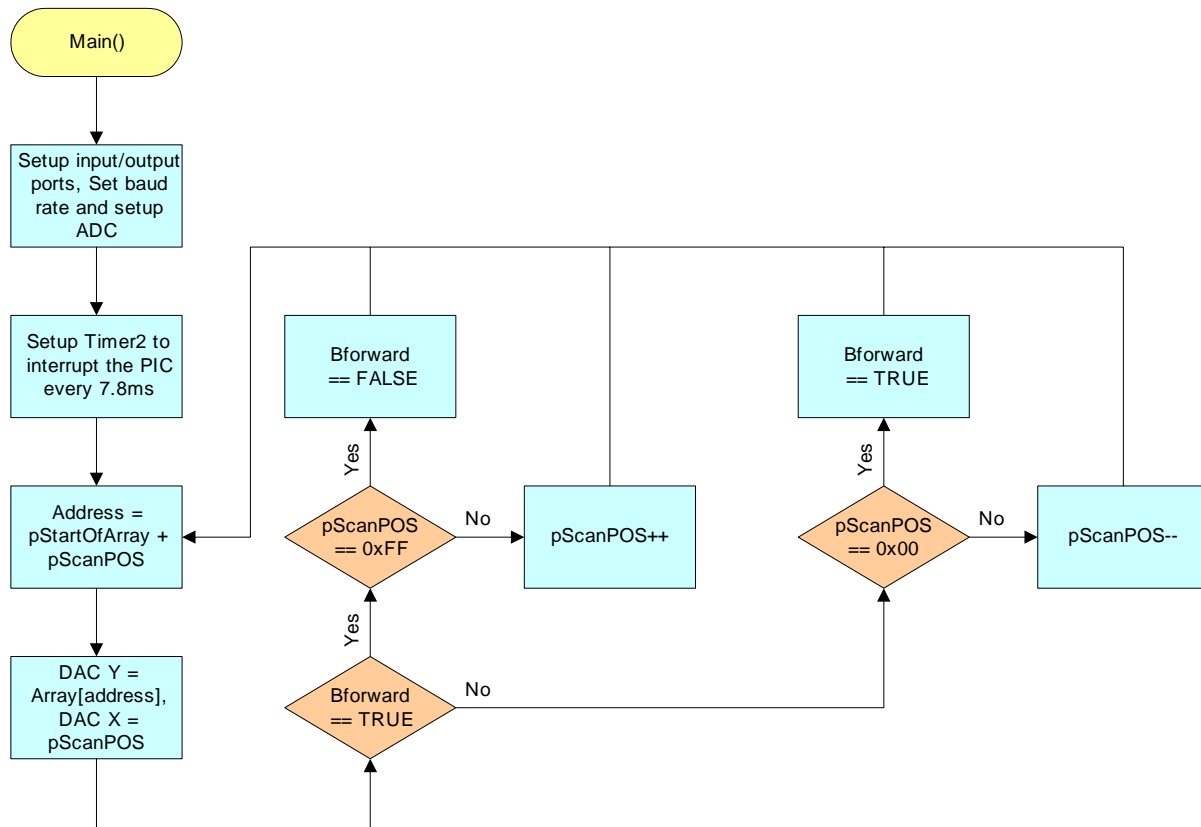 Main()
Setup input/output
ports, Set baud
rate and setup
ADC
Setup Timer2 to
interrupt the PIC
every 7.8ms
Address =
pStartOfArray +
pScanPOS
DAC Y =
Array[address],
DAC X =
pScanPOS
Bforward
== FALSE
Yes
pScanPOS
== 0xFF
No
pScanPOS++
Yes
Bforward
== TRUE
No
Bforward
== TRUE
Yes
pScanPOS
== 0x00
No
pScanPOS--